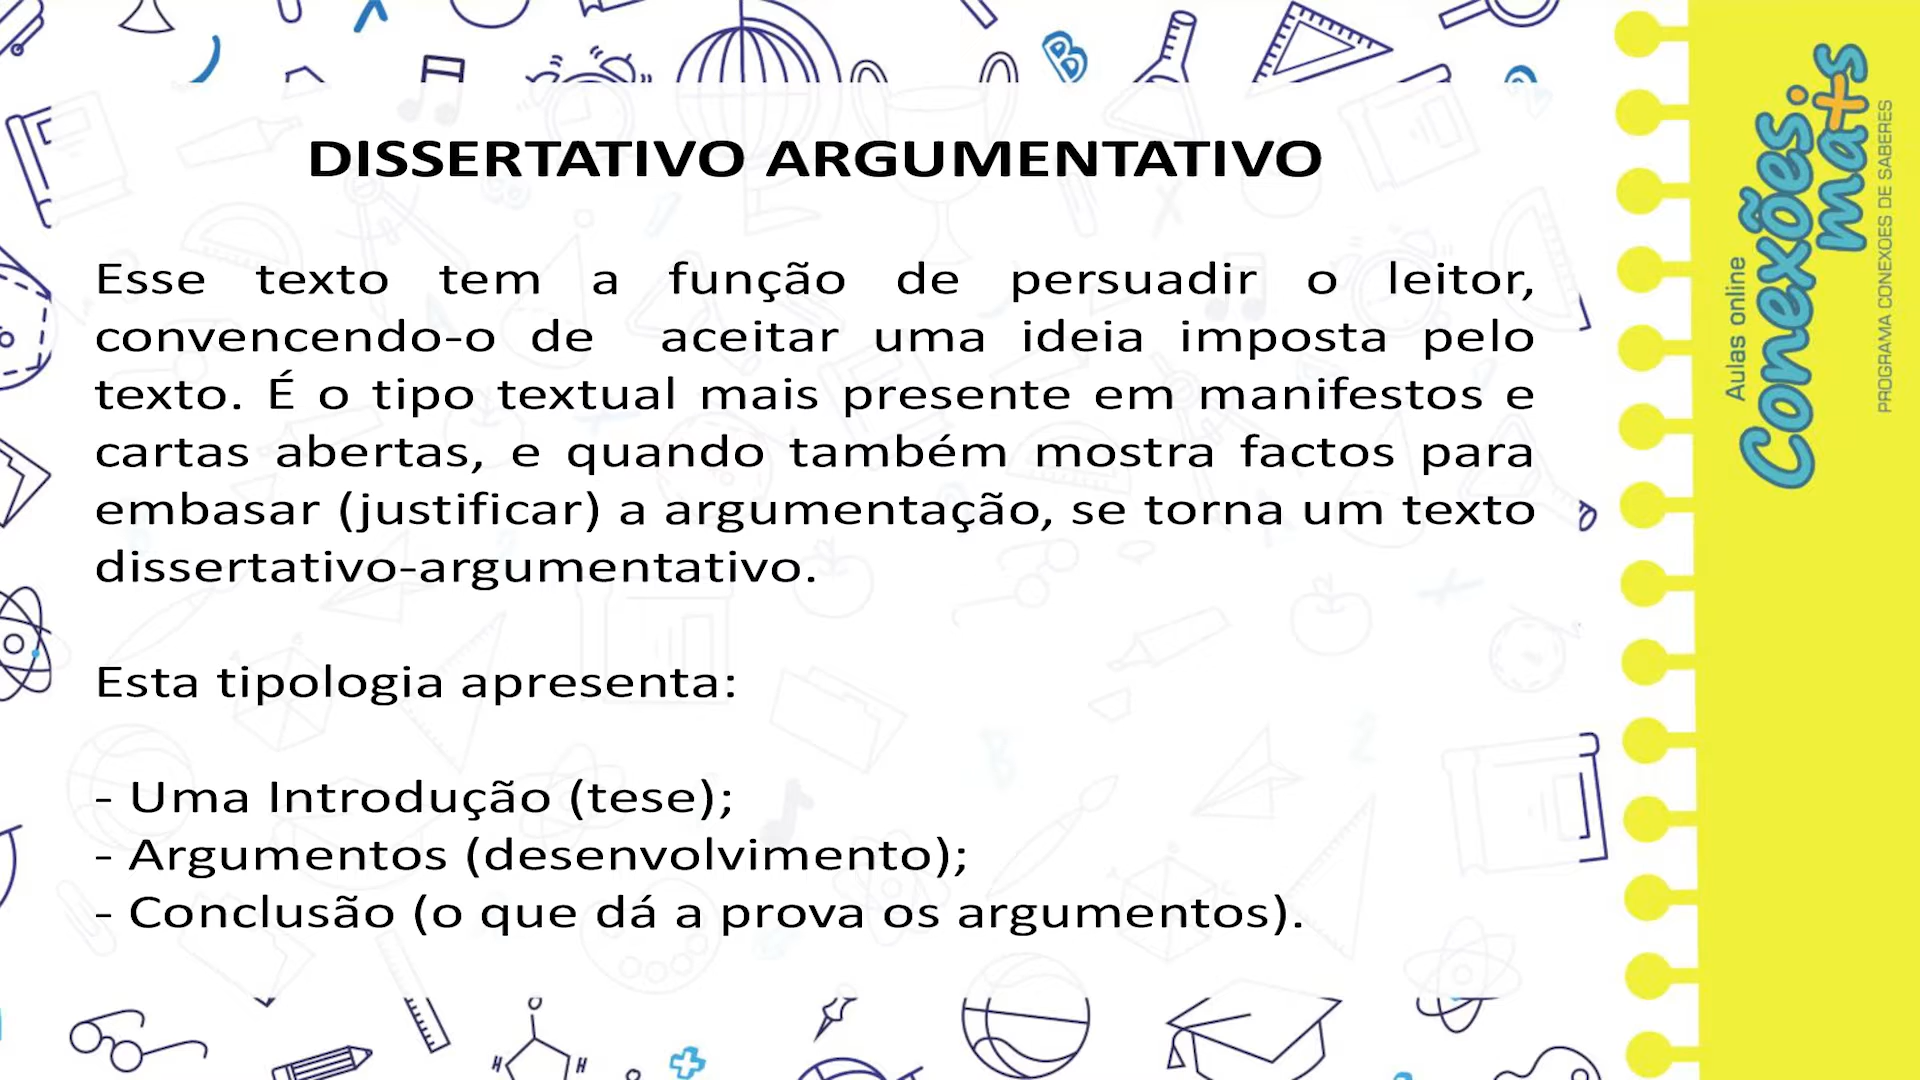 DISSERTATIVO ARGUMENTATIVO
Esse texto tem a função de persuadir o leitor,
convencendo-o de aceitar uma ideia imposta pelo
texto. É o tipo textual mais presente em manifestos e
cartas abertas, e quando também mostra factos para
embasar (justificar) a argumentação, se torna um texto
dissertativo-argumentativo.
Esta tipologia apresenta:
- Uma Introdução (tese);
- Argumentos (desenvolvimento);
- Conclusão (o que dá a prova os argumentos).
Aulas online
Conexões
ma+s
PROGRAMA CONEXOES DE SABERES
B
H
H
O